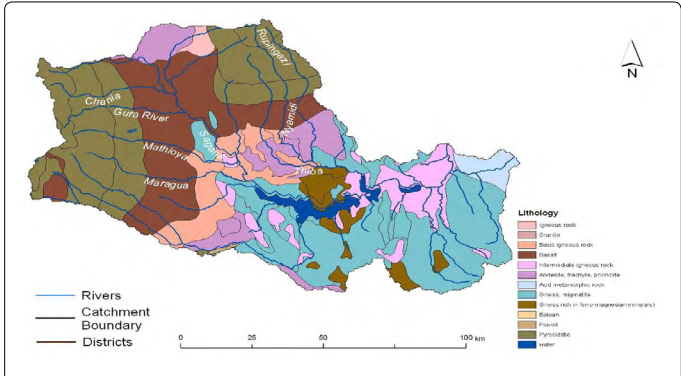 Rupingazi
Chania
Guro River
Nyamidi
Sagana
Mathioya
Thiba
Maragua
N
Lithology
Igneous rock
Granite
Basic igneous rock
Basalt
Intermediate igneous rock
Andesite, trachyte, phonolite
Acid metamorphic rock
Gneiss, migmatite
Gneiss rich in ferro-magnesian minerals)
Eolean
Fluvial
Pyroclastic
water
Rivers
Catchment
Boundary
Districts
0 25 50 100 km